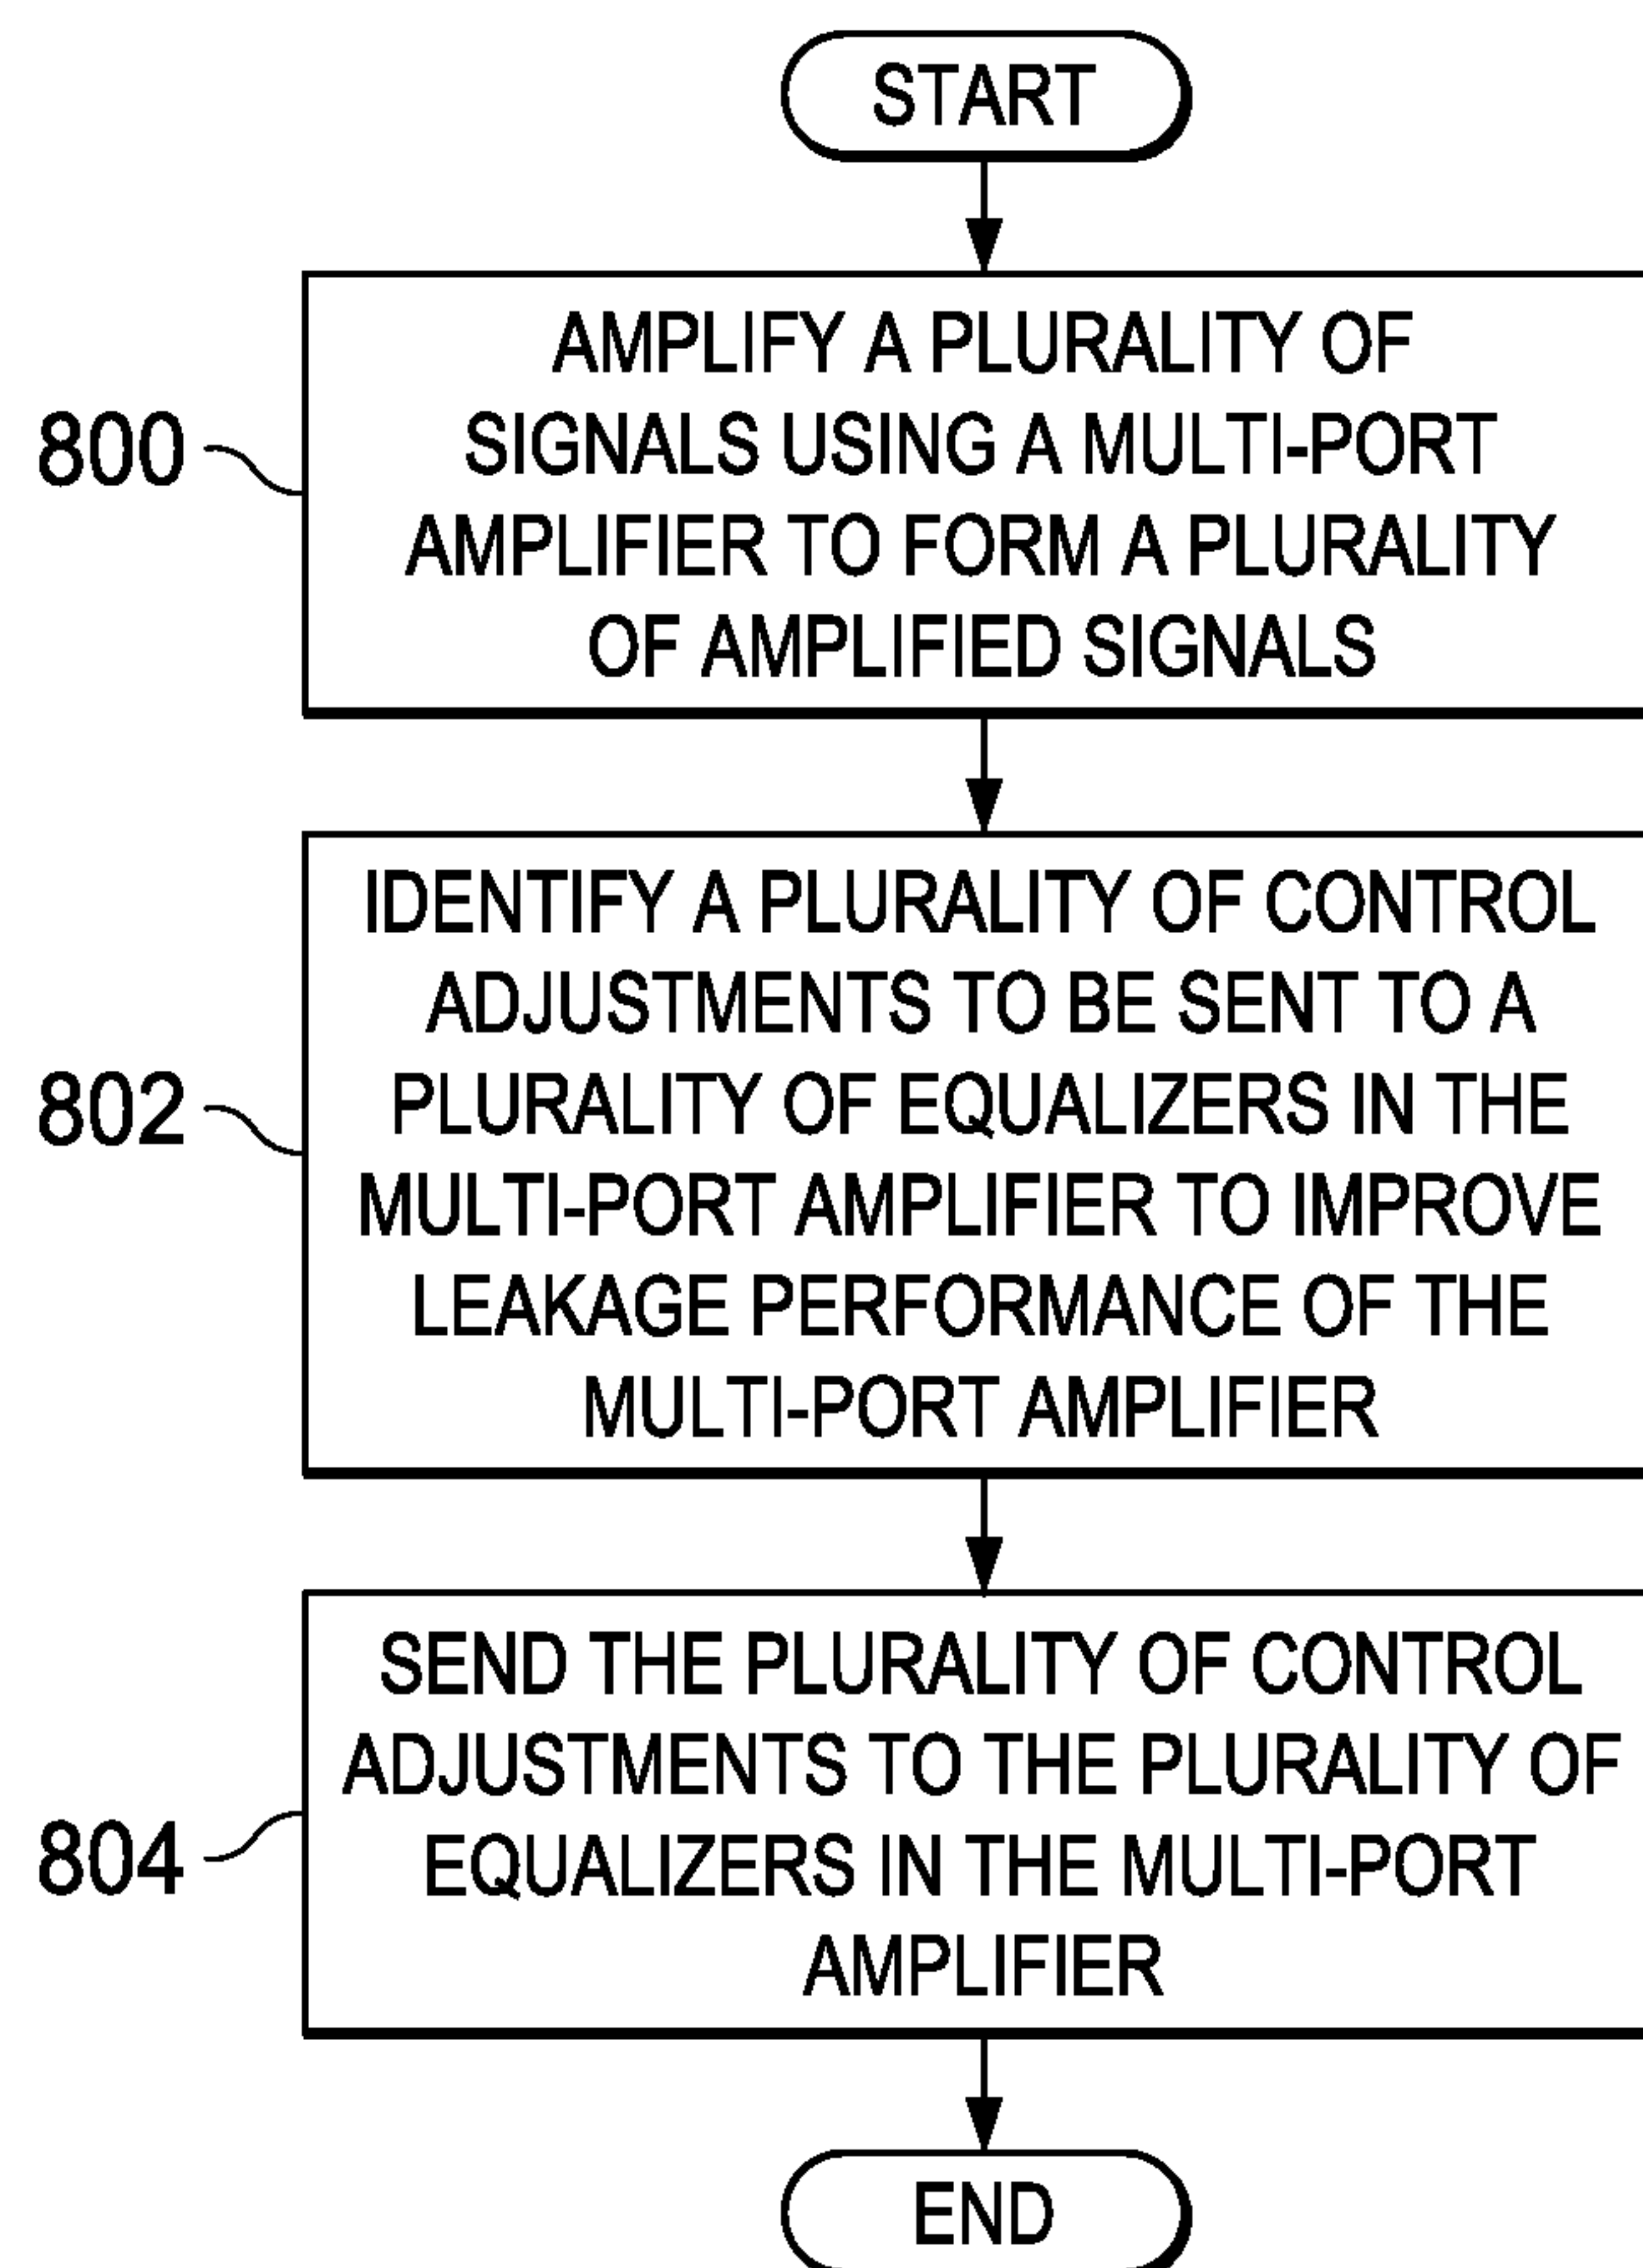 START
AMPLIFY A PLURALITY OF
SIGNALS USING A MULTI-PORT
AMPLIFIER TO FORM A PLURALITY
OF AMPLIFIED SIGNALS
800
IDENTIFY A PLURALITY OF CONTROL
ADJUSTMENTS TO BE SENT TO A
PLURALITY OF EQUALIZERS IN THE
MULTI-PORT AMPLIFIER TO IMPROVE
LEAKAGE PERFORMANCE OF THE
MULTI-PORT AMPLIFIER
802
SEND THE PLURALITY OF CONTROL
ADJUSTMENTS TO THE PLURALITY OF
EQUALIZERS IN THE MULTI-PORT
AMPLIFIER
804
END